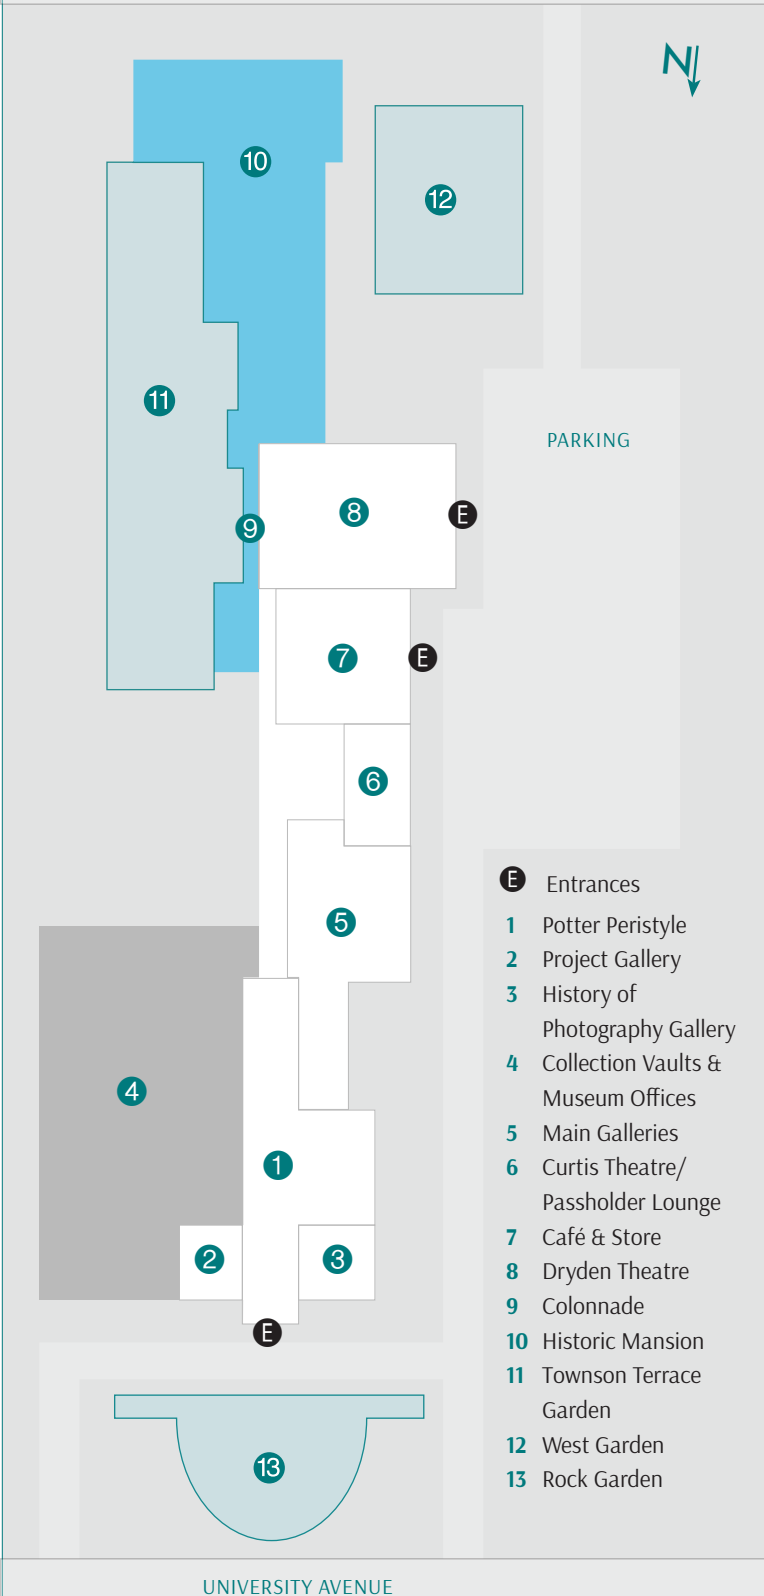 N
10
12
11
PARKING
8
E
9
7
E
6
5
4
1
2
3
E
13
UNIVERSITY AVENUE
E Entrances
1 Potter Peristyle
2 Project Gallery
3 History of
Photography Gallery
4 Collection Vaults &
Museum Offices
5 Main Galleries
6 Curtis Theatre/
Passholder Lounge
7 Café & Store
8 Dryden Theatre
9 Colonnade
10 Historic Mansion
11 Townson Terrace
Garden
12 West Garden
13 Rock Garden